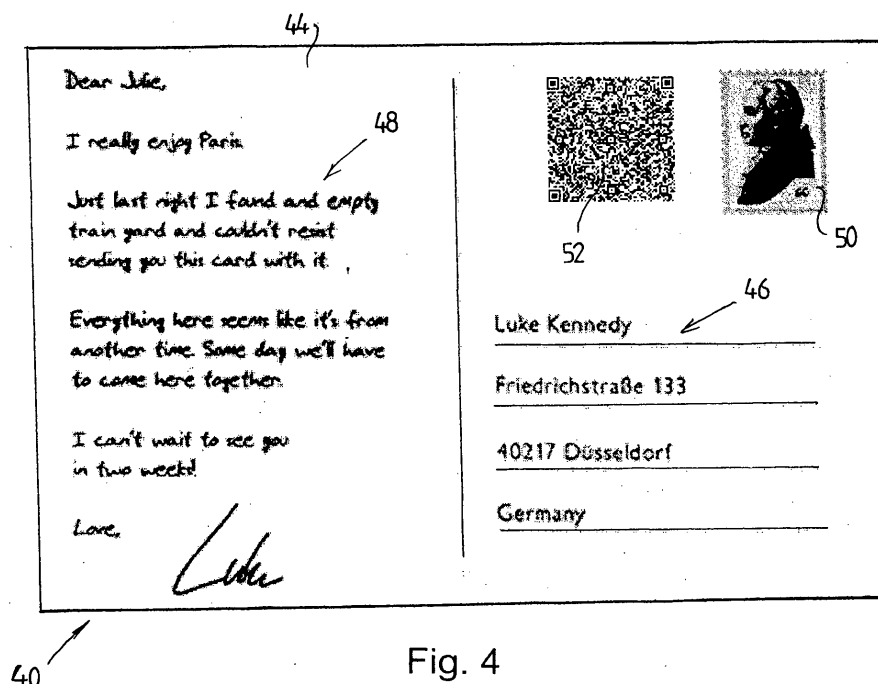 44
Dear Julie,
I really enjoy Paris.
48
Just last night I found and empty
train yard and couldn't resist
sending you this card with it.
Everything here seems like it's from
another time. Some day we'll have
to come here together.
I can't wait to see you
in two weeks!
Love,
Luke
52
50
46
Luke Kennedy
Friedrichstraße 133
40217 Düsseldorf
Germany
40
Fig. 4